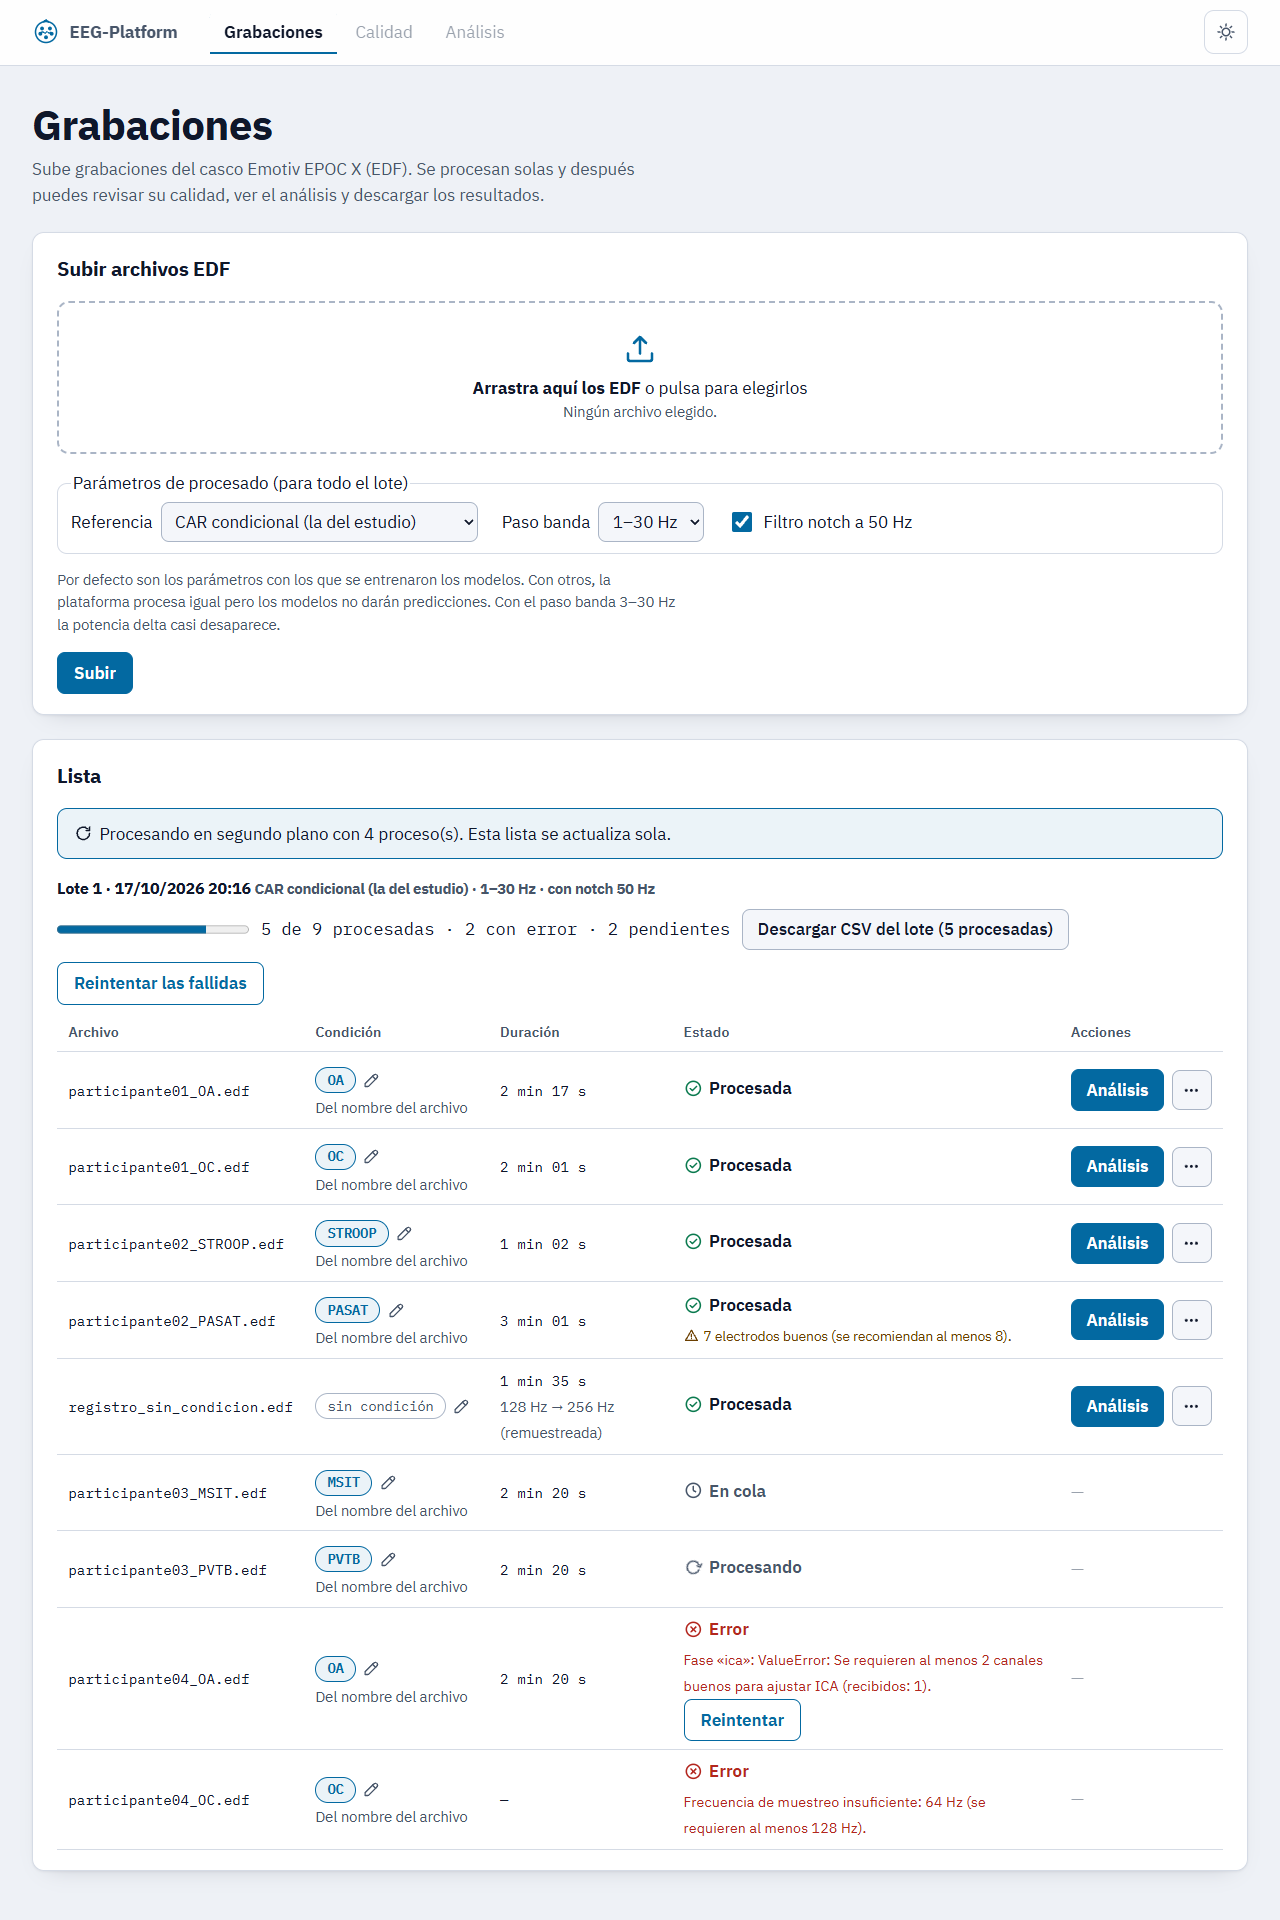 EEG-Platform
Grabaciones
Calidad
Análisis
Grabaciones
Sube grabaciones del casco Emotiv EPOC X (EDF). Se procesan solas y después
puedes revisar su calidad, ver el análisis y descargar los resultados.
Subir archivos EDF
Arrastra aquí los EDF o pulsa para elegirlos
Ningún archivo elegido.
Parámetros de procesado (para todo el lote)
Referencia CAR condicional (la del estudio) Paso banda 1–30 Hz Filtro notch a 50 Hz
Por defecto son los parámetros con los que se entrenaron los modelos. Con otros, la
plataforma procesa igual pero los modelos no darán predicciones. Con el paso banda 3–30 Hz
la potencia delta casi desaparece.
Subir
Lista
Procesando en segundo plano con 4 proceso(s). Esta lista se actualiza sola.
Lote 1 · 17/10/2026 20:16 CAR condicional (la del estudio) · 1–30 Hz · con notch 50 Hz
5 de 9 procesadas · 2 con error · 2 pendientes Descargar CSV del lote (5 procesadas)
Reintentar las fallidas
Archivo Condición Duración Estado Acciones
participante01_OA.edf OA Del nombre del archivo 2 min 17 s Procesada Análisis ···
participante01_OC.edf OC Del nombre del archivo 2 min 01 s Procesada Análisis ···
participante02_STROOP.edf STROOP Del nombre del archivo 1 min 02 s Procesada Análisis ···
participante02_PASAT.edf PASAT Del nombre del archivo 3 min 01 s Procesada
7 electrodos buenos (se recomiendan al menos 8). Análisis ···
registro_sin_condicion.edf sin condición 1 min 35 s
128 Hz → 256 Hz
(remuestreada) Procesada Análisis ···
participante03_MSIT.edf MSIT Del nombre del archivo 2 min 20 s En cola —
participante03_PVTB.edf PVTB Del nombre del archivo 2 min 20 s Procesando —
participante04_OA.edf OA Del nombre del archivo 2 min 20 s Error
Fase «ica»: ValueError: Se requieren al menos 2 canales
buenos para ajustar ICA (recibidos: 1).
Reintentar —
participante04_OC.edf OC Del nombre del archivo – Error
Frecuencia de muestreo insuficiente: 64 Hz (se
requieren al menos 128 Hz). —